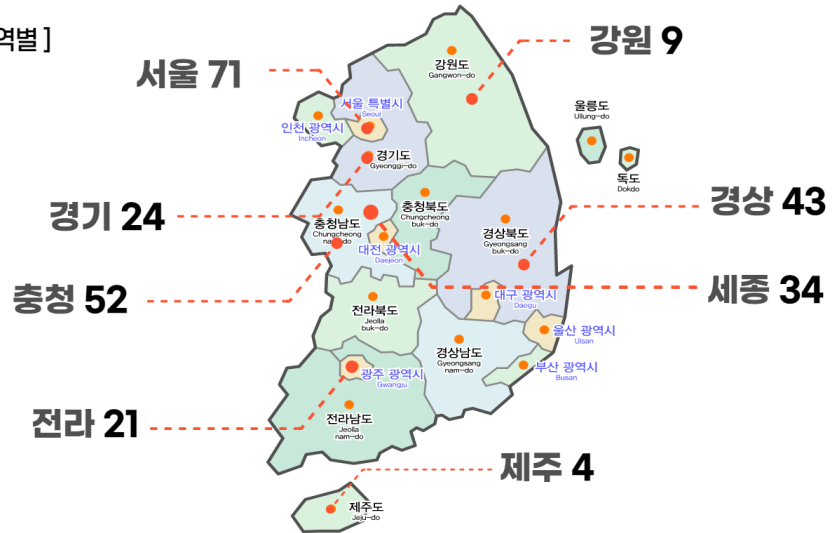 역별 ]
강원 9
서울 71
강원도
Gangwon-do
울릉도
Ullung-do
서울 특별시
Seoul
인천 광역시
Incheon
경기도
Gyeonggi-do
독도
Dokdo
경기 24
경상 43
충청북도
Chungcheong
buk-do
충청남도
Chungcheong
nam-do
경상북도
Gyeongsang
buk-do
대전 광역시
Daejeon
충청 52
세종 34
대구 광역시
Daegu
전라북도
Jeolla
buk-do
울산 광역시
Ulsan
경상남도
Gyeongsang
nam-do
부산 광역시
Busan
광주 광역시
Gwangju
전라 21
전라남도
Jeolla
nam-do
제주 4
제주도
Jeju-do